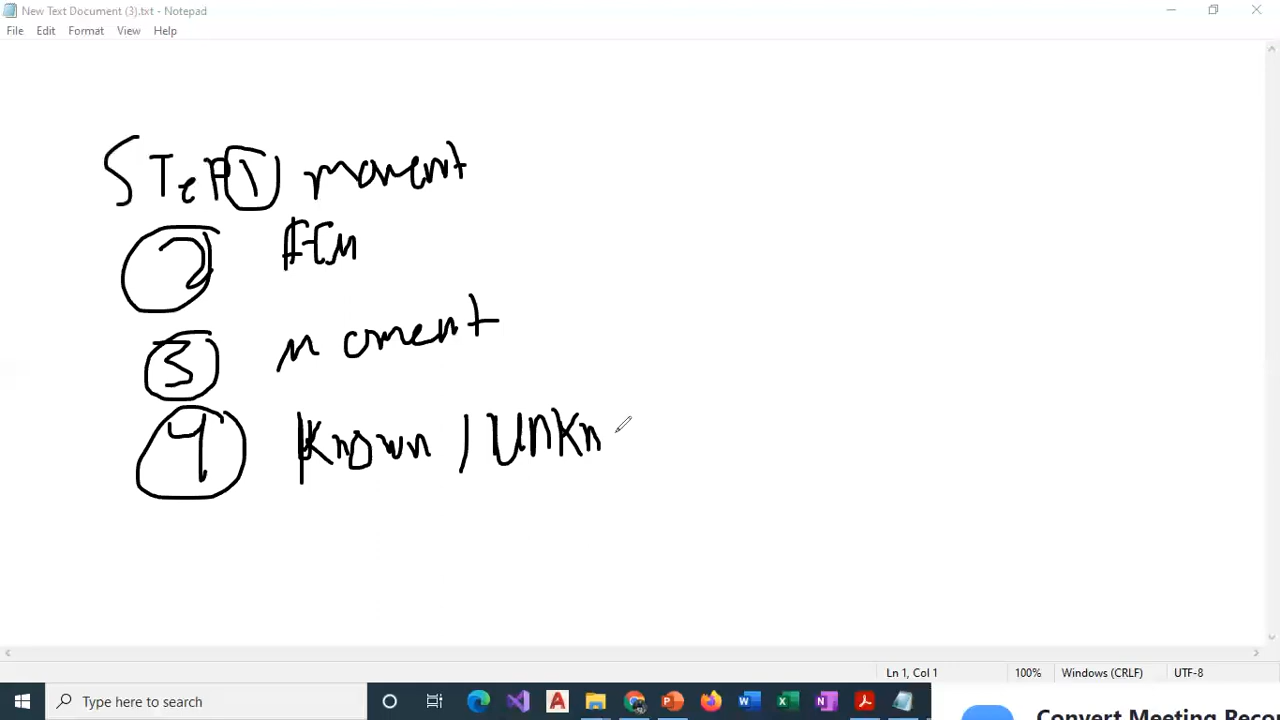 New Text Document (3).txt - Notepad
File Edit Format View Help
STeP 1 moment
2 FEM
3 moment
4 Known / Unkn
Ln 1, Col 1 100% Windows (CRLF) UTF-8
Type here to search
Convert Meeting Reco